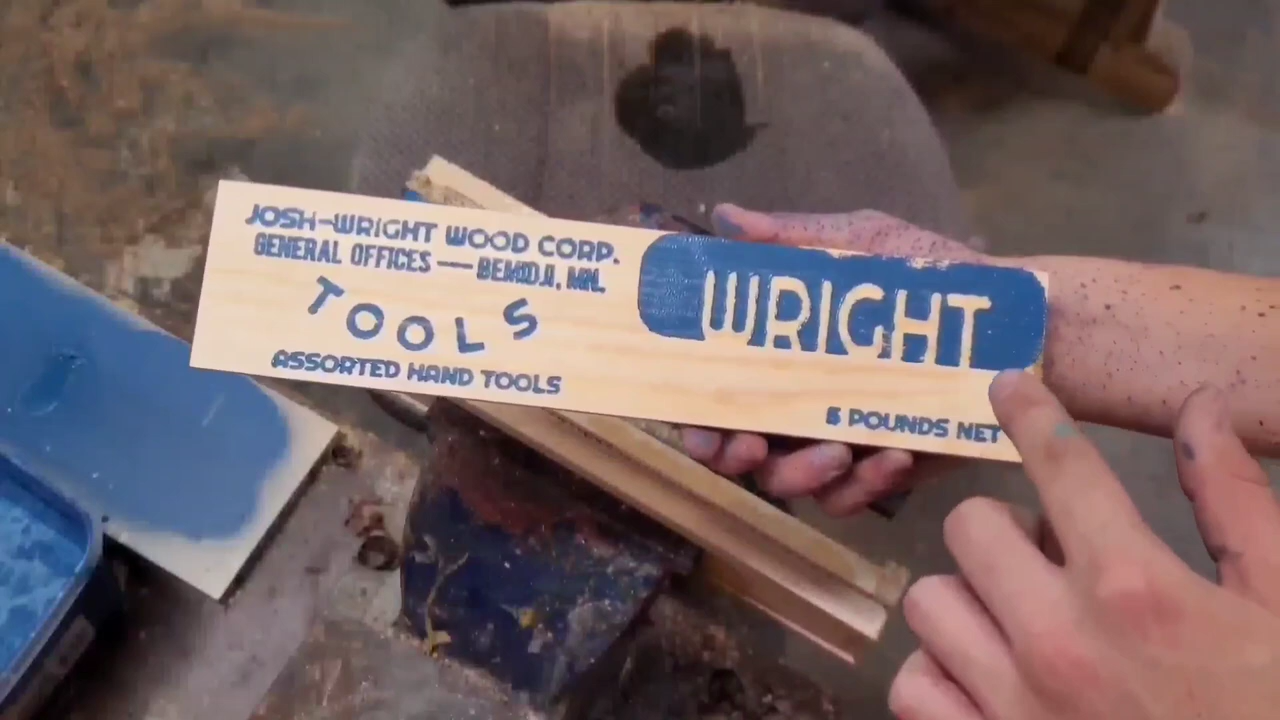 JOSH-WRIGHT WOOD CORP.
GENERAL OFFICES — BEMIDJI, MN.
TOOLS
ASSORTED HAND TOOLS
WRIGHT
5 POUNDS NET